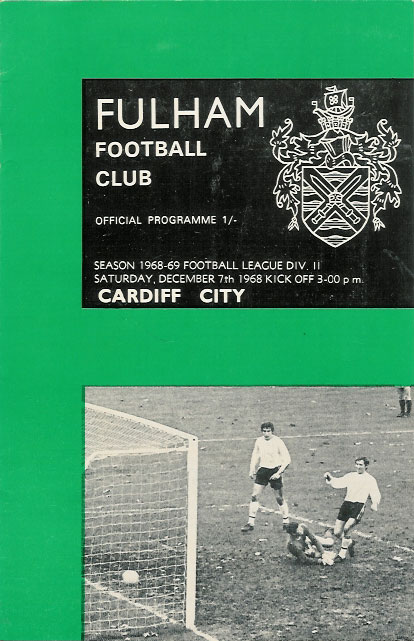 FULHAM
FOOTBALL
CLUB
OFFICIAL PROGRAMME 1/-
SEASON 1968-69 FOOTBALL LEAGUE DIV. II
SATURDAY, DECEMBER 7th 1968 KICK OFF 3-00 p.m.
CARDIFF CITY